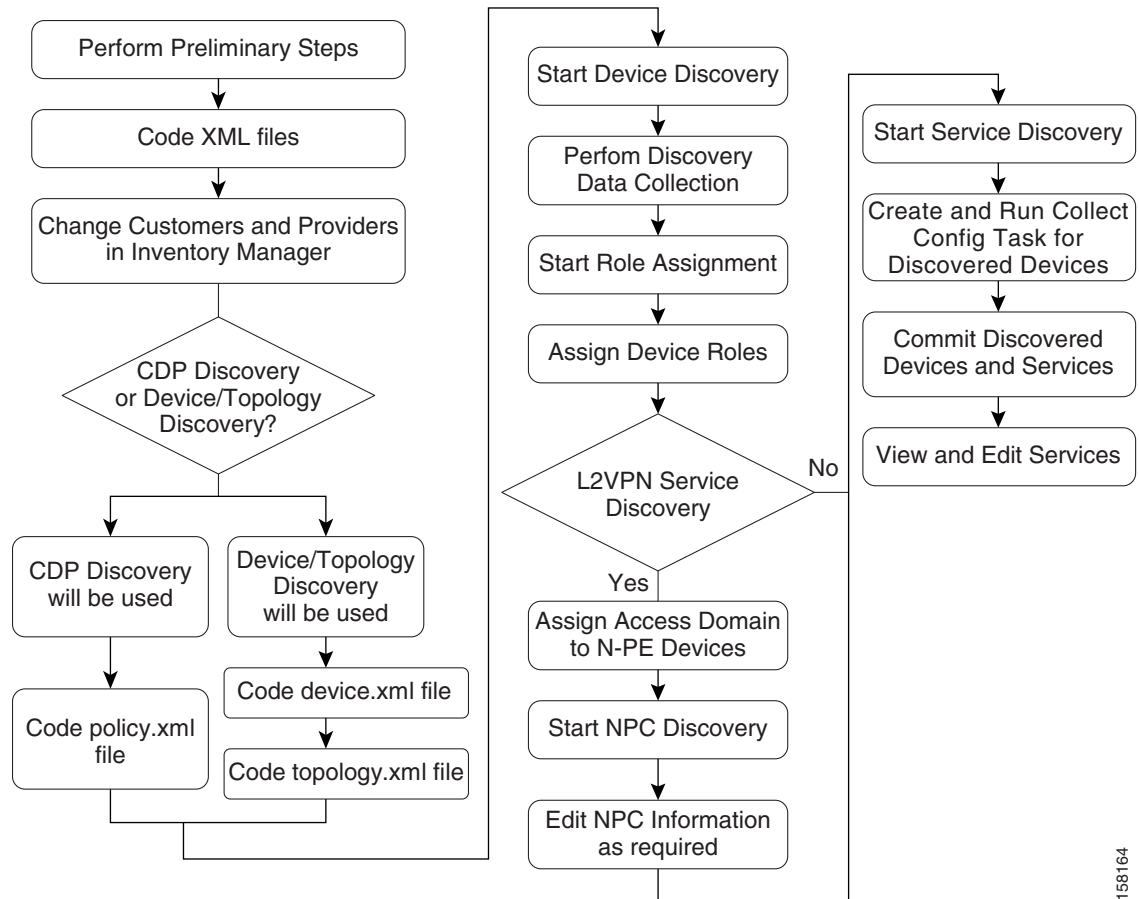 Perform Preliminary Steps
Code XML files
Change Customers and Providers
in Inventory Manager
CDP Discovery
or Device/Topology
Discovery?
CDP Discovery
will be used
Device/Topology
Discovery
will be used
Code policy.xml
file
Code device.xml file
Code topology.xml file
Start Device Discovery
Perfom Discovery
Data Collection
Start Role Assignment
Assign Device Roles
L2VPN Service
Discovery
No
Yes
Assign Access Domain
to N-PE Devices
Start NPC Discovery
Edit NPC Information
as required
Start Service Discovery
Create and Run Collect
Config Task for
Discovered Devices
Commit Discovered
Devices and Services
View and Edit Services
158164